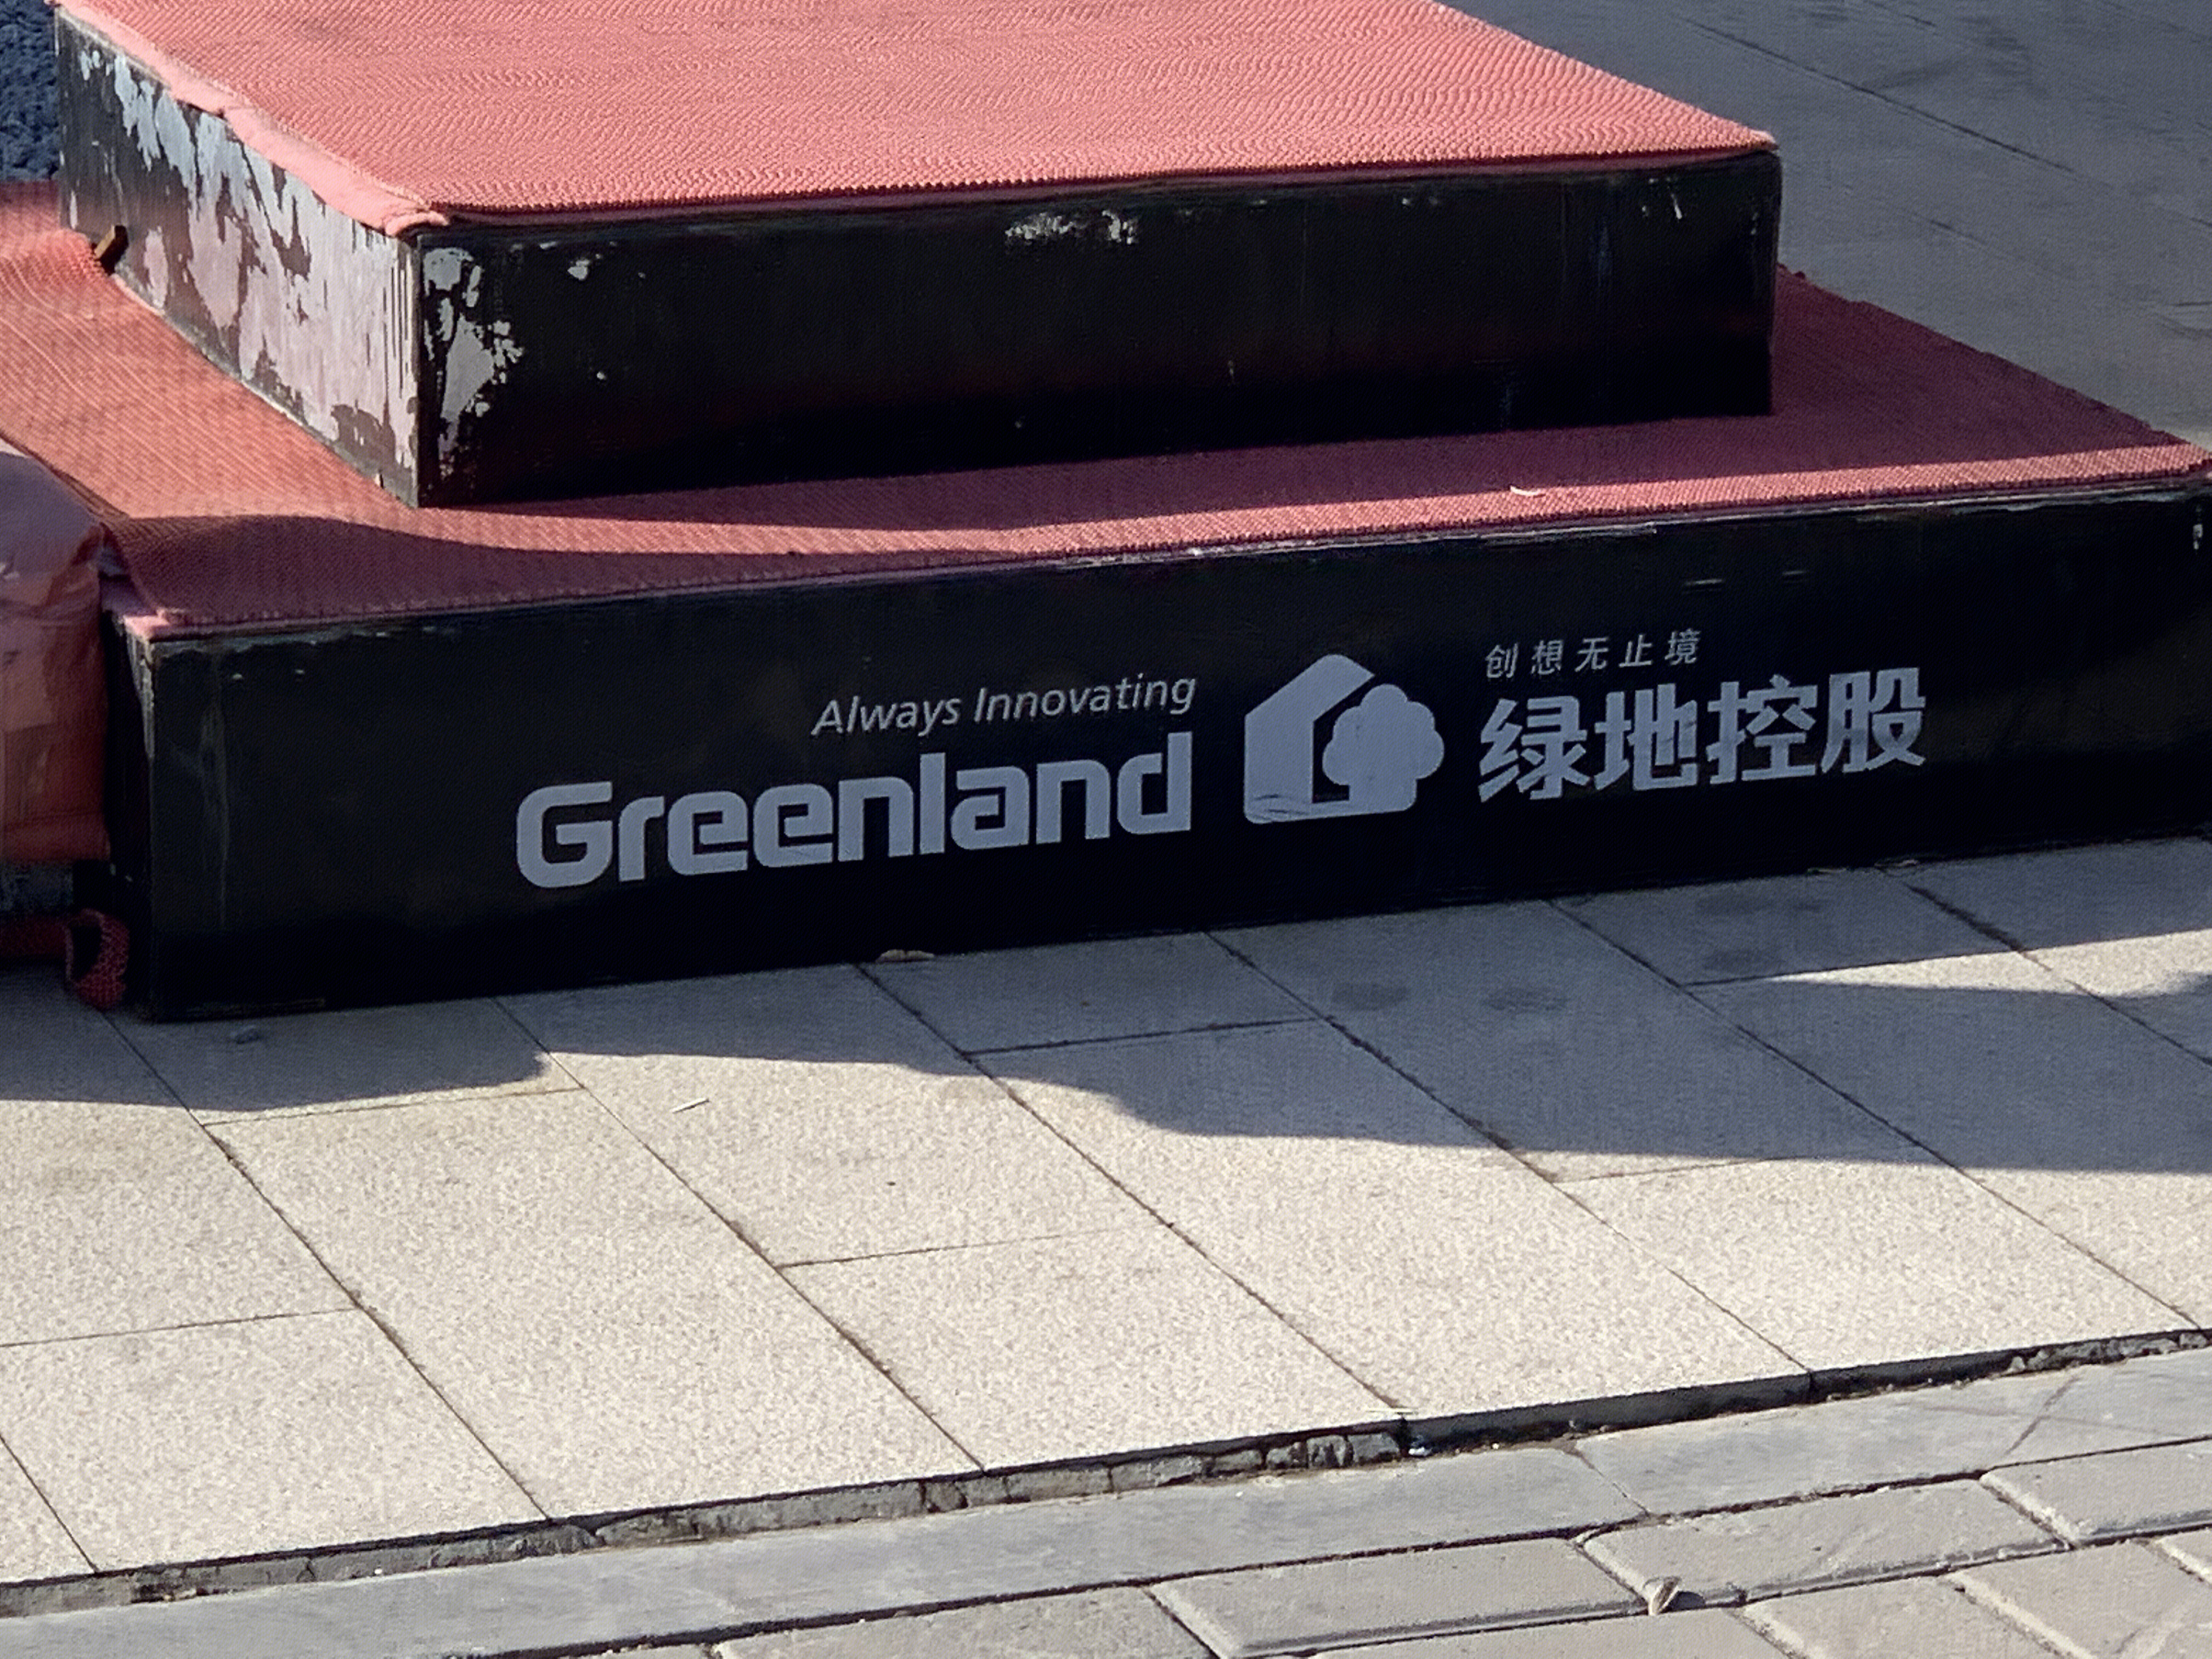 Always Innovating
Greenland
创想无止境
绿地控股